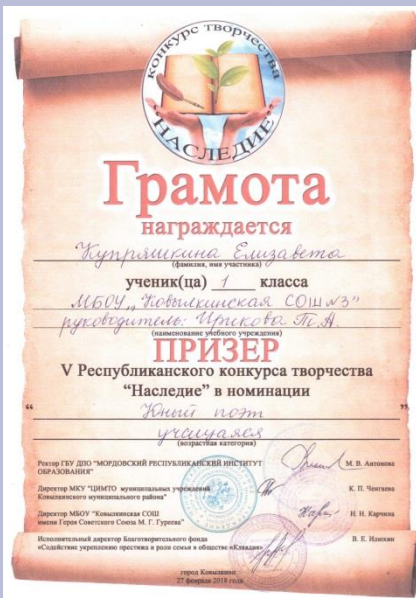 КОНКУРС ТВОРЧЕСТВА
"НАСЛЕДИЕ"
Грамота
награждается
Купряшкина Елизавета
(фамилия, имя участника)
ученик(ца) 1 класса
МБОУ „Ковылкинская СОШ №3"
руководитель: Ирикова Т.А.
(наименование учебного учреждения)
ПРИЗЕР
V Республиканского конкурса творчества
“Наследие” в номинации
“ Юный поэт ”
учащаяся
(возрастная категория)
Ректор ГБУ ДПО "МОРДОВСКИЙ РЕСПУБЛИКАНСКИЙ ИНСТИТУТ
ОБРАЗОВАНИЯ" М. В. Антонова
Директор МКУ "ЦИМТО муниципальных учреждений
Ковылкинского муниципального района" К. П. Ченгаева
Директор МБОУ "Ковылкинская СОШ
имени Героя Советского Союза М. Г. Гуреева" Н. Н. Карчина
Исполнительный директор Благотворительного фонда В. Е. Илюхин
«Содействие укреплению престижа и роли семьи в обществе «Клавдия»
город Ковылкино
27 февраля 2018 года